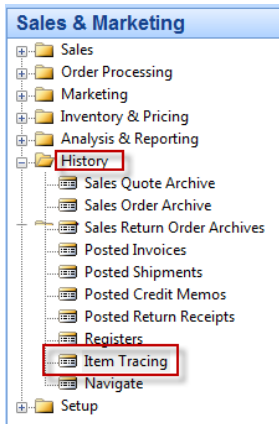 Sales & Marketing
Sales
Order Processing
Marketing
Inventory & Pricing
Analysis & Reporting
History
Sales Quote Archive
Sales Order Archive
Sales Return Order Archives
Posted Invoices
Posted Shipments
Posted Credit Memos
Posted Return Receipts
Registers
Item Tracing
Navigate
Setup